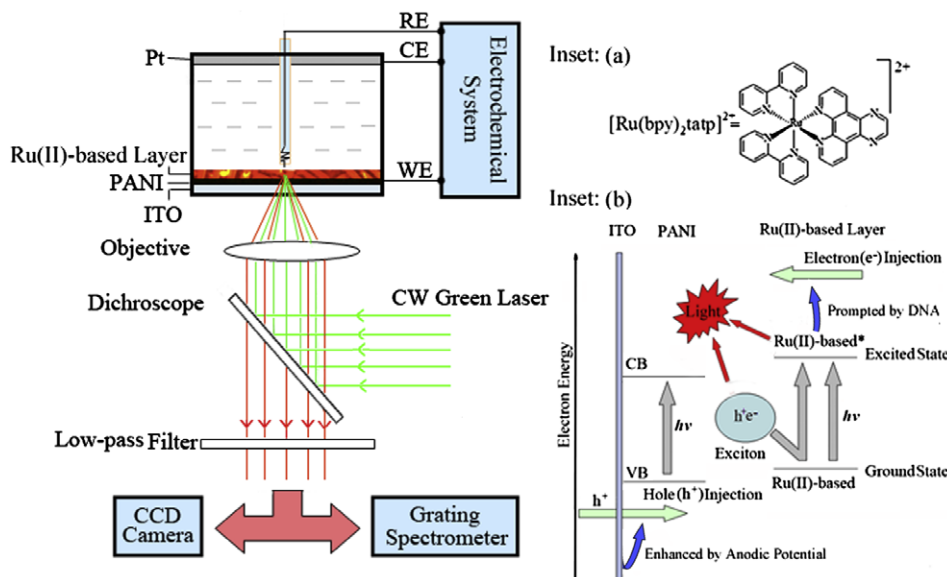 RE
Pt
CE
Electrochemical
System
Ru(II)-based Layer
PANI
WE
ITO
Objective
Dichroscope
CW Green Laser
Low-pass Filter
CCD
Camera
Grating
Spectrometer
Inset: (a)
[Ru(bpy)₂tatp]²⁺=
N
N
N
N
N
N
N
N
Ru
2+
Inset: (b)
ITO
PANI
Ru(II)-based Layer
Electron(e⁻)Injection
Light
Prompted by DNA
Ru(II)-based*
Excited State
Electron Energy
CB
hν
h⁺e⁻
hν
Exciton
VB
Ground State
Ru(II)-based
h⁺
Hole(h⁺)Injection
Enhanced by Anodic Potential